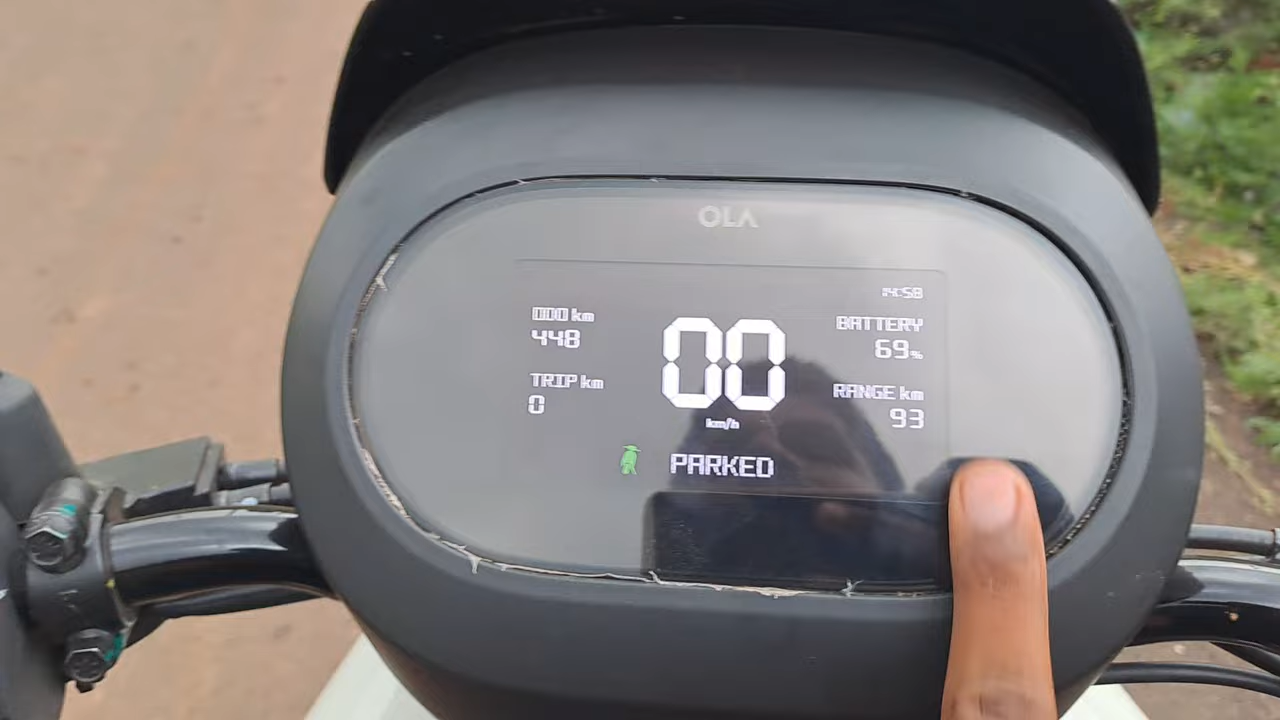 OLA
14:58
ODO km
448
TRIP km
0
00
km/h
BATTERY
69%
RANGE km
93
PARKED